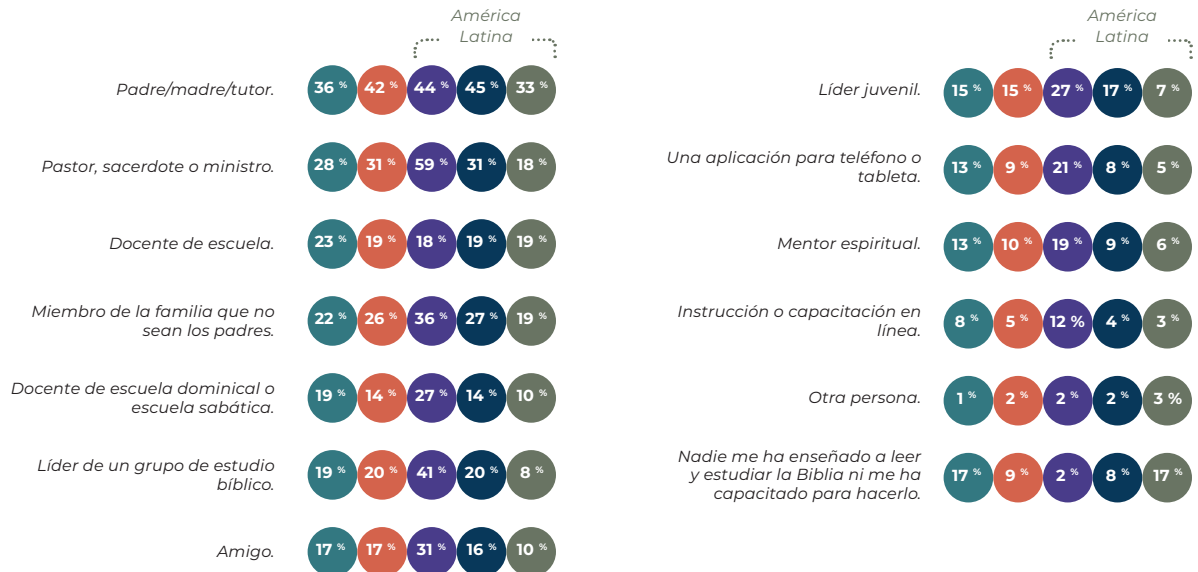 América
Latina
Padre/madre/tutor.
36 % 42 % 44 % 45 % 33 %
Pastor, sacerdote o ministro.
28 % 31 % 59 % 31 % 18 %
Docente de escuela.
23 % 19 % 18 % 19 % 19 %
Miembro de la familia que no
sean los padres.
22 % 26 % 36 % 27 % 19 %
Docente de escuela dominical o
escuela sabática.
19 % 14 % 27 % 14 % 10 %
Líder de un grupo de estudio
bíblico.
19 % 20 % 41 % 20 % 8 %
Amigo.
17 % 17 % 31 % 16 % 10 %
América
Latina
Líder juvenil.
15 % 15 % 27 % 17 % 7 %
Una aplicación para teléfono o
tableta.
13 % 9 % 21 % 8 % 5 %
Mentor espiritual.
13 % 10 % 19 % 9 % 6 %
Instrucción o capacitación en
línea.
8 % 5 % 12 % 4 % 3 %
Otra persona.
1 % 2 % 2 % 2 % 3 %
Nadie me ha enseñado a leer
y estudiar la Biblia ni me ha
capacitado para hacerlo.
17 % 9 % 2 % 8 % 17 %